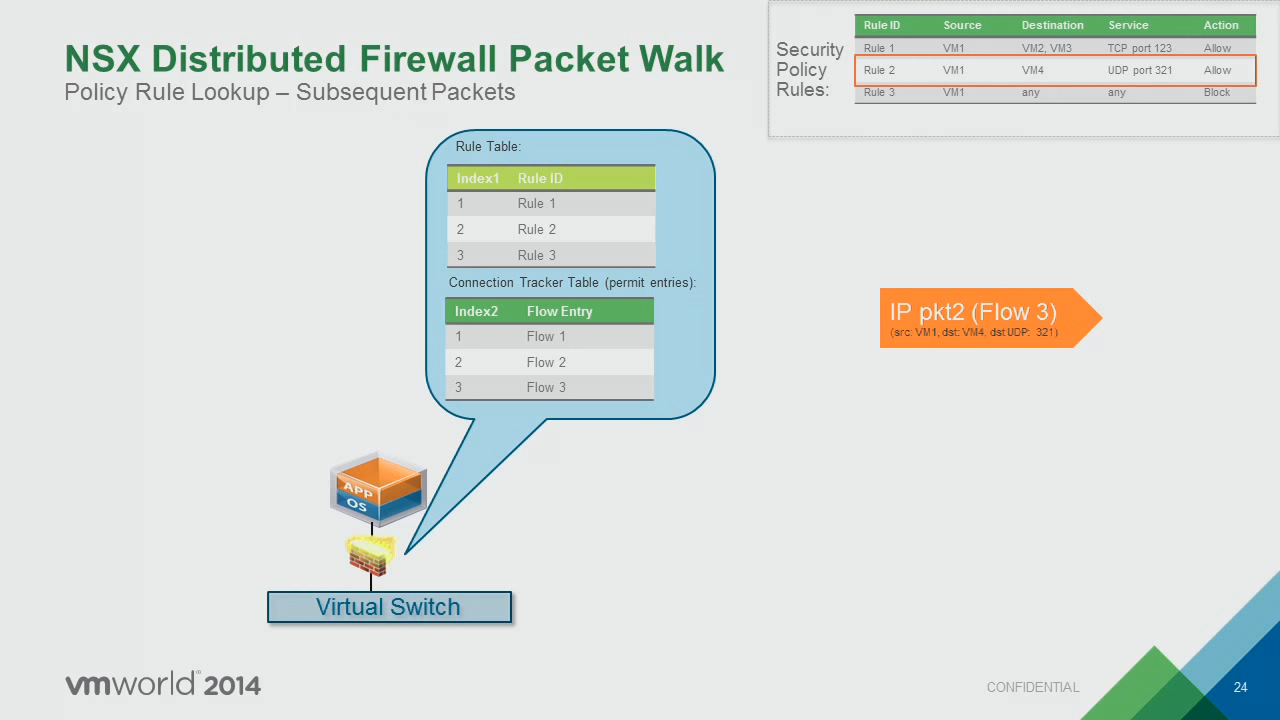 NSX Distributed Firewall Packet Walk
Policy Rule Lookup – Subsequent Packets
Security
Policy
Rules:
Rule ID Source Destination Service Action
Rule 1 VM1 VM2, VM3 TCP port 123 Allow
Rule 2 VM1 VM4 UDP port 321 Allow
Rule 3 VM1 any any Block
Rule Table:
Index1 Rule ID
1 Rule 1
2 Rule 2
3 Rule 3
Connection Tracker Table (permit entries):
Index2 Flow Entry
1 Flow 1
2 Flow 2
3 Flow 3
IP pkt2 (Flow 3)
(src: VM1, dst: VM4, dst UDP: 321)
APP
OS
Virtual Switch
vmworld® 2014
CONFIDENTIAL
24